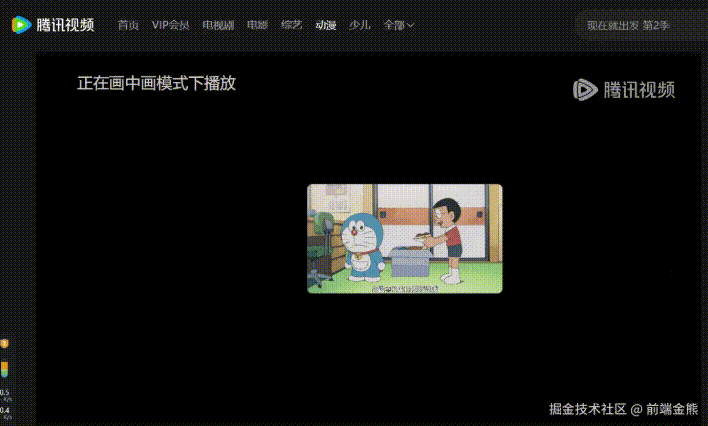 腾讯视频 首页 VIP会员 电视剧 电影 综艺 动漫 少儿 全部 现在就出发 第2季
正在画中画模式下播放
腾讯视频
0.5
K/s
0.4
K/s
掘金技术社区 @ 前端金熊